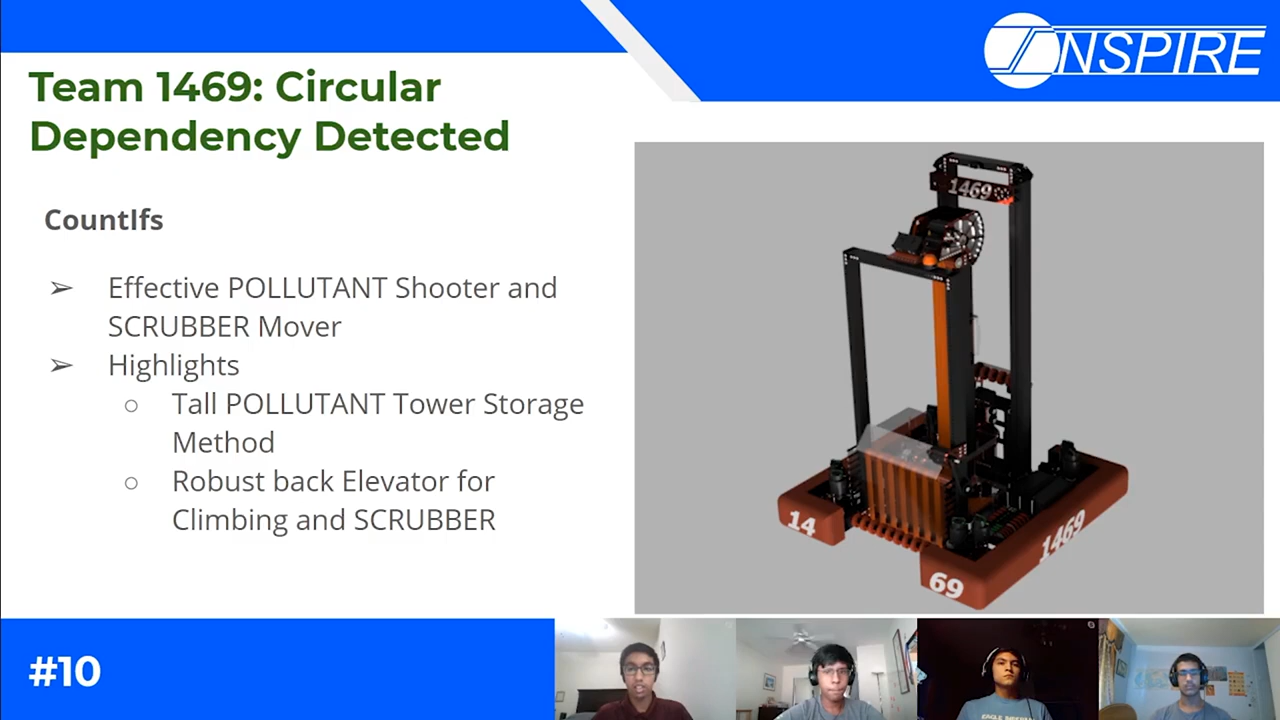 INSPIRE
Team 1469: Circular
Dependency Detected
CountIfs
➢ Effective POLLUTANT Shooter and
SCRUBBER Mover
➢ Highlights
○ Tall POLLUTANT Tower Storage
Method
○ Robust back Elevator for
Climbing and SCRUBBER
1469
14
1469
69
#10